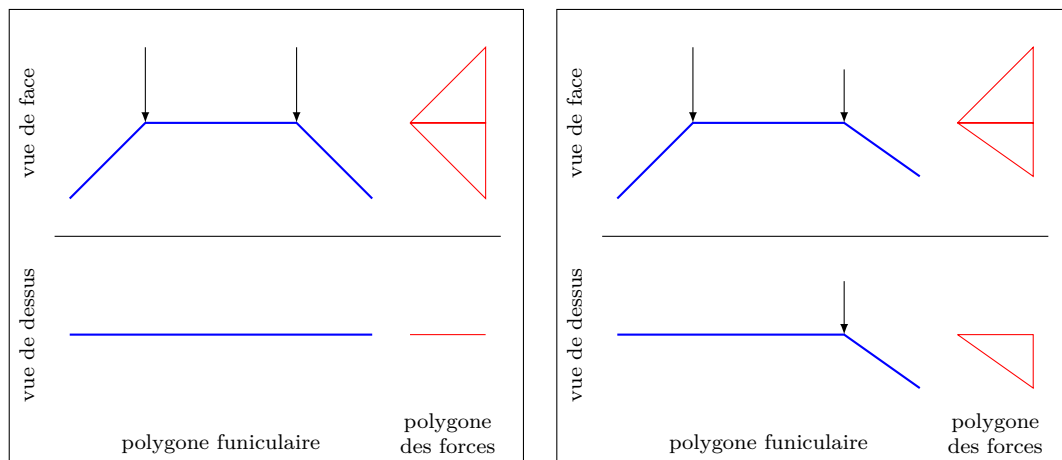 vue de face
vue de dessus
polygone funiculaire
polygone
des forces
vue de face
vue de dessus
polygone funiculaire
polygone
des forces